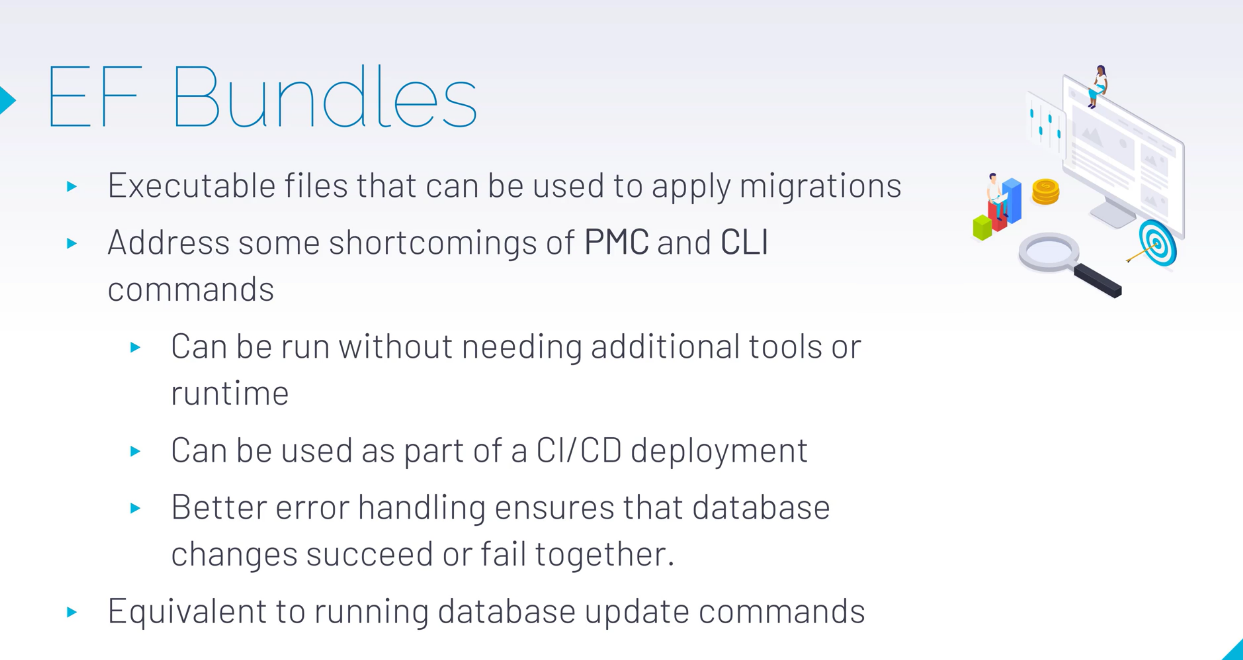 EF Bundles
Executable files that can be used to apply migrations
Address some shortcomings of PMC and CLI
commands
Can be run without needing additional tools or
runtime
Can be used as part of a CI/CD deployment
Better error handling ensures that database
changes succeed or fail together.
Equivalent to running database update commands